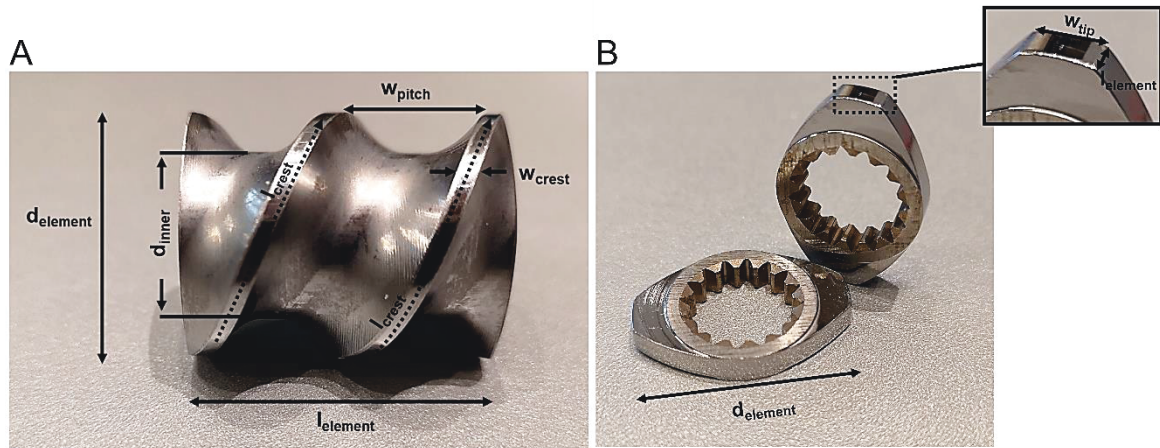 A
w_pitch
l_crest
w_crest
d_element
d_inner
l_crest
l_element
B
w_tip
l_element
d_element